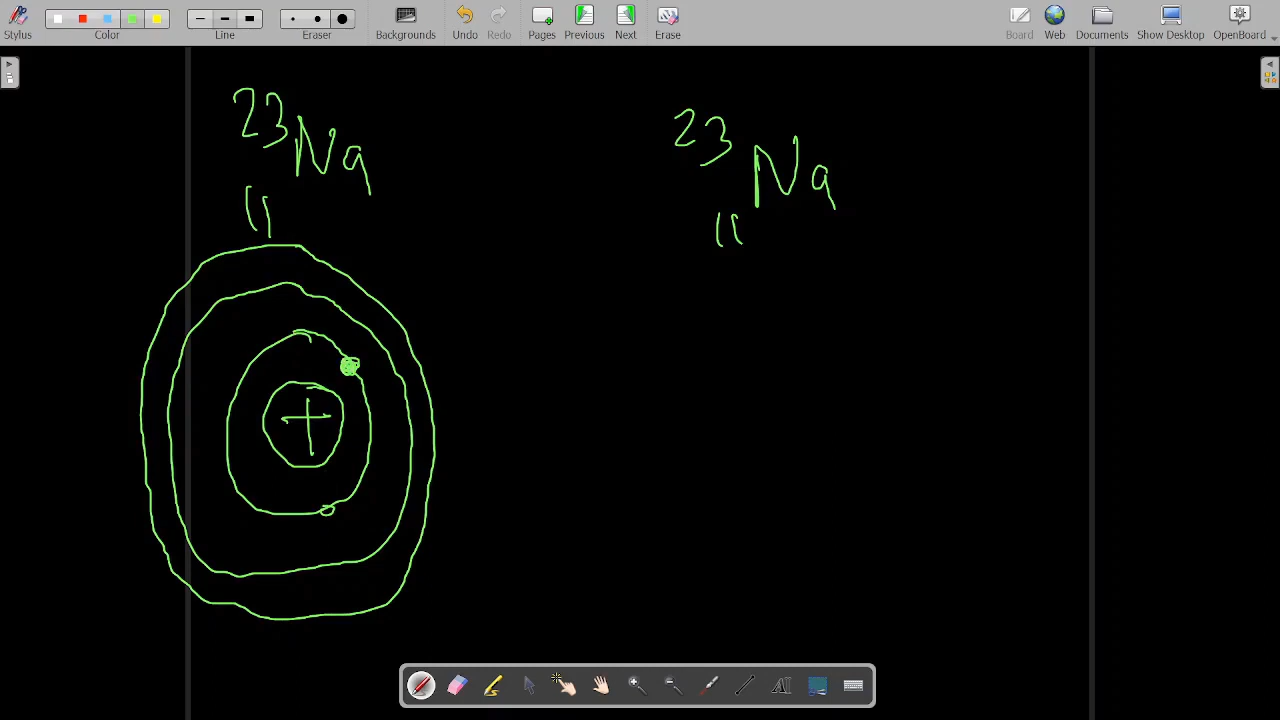 Stylus Color Line Eraser Backgrounds Undo Redo Pages Previous Next Erase Board Web Documents Show Desktop OpenBoard
23 Na 11
23 Na 11
+
AI